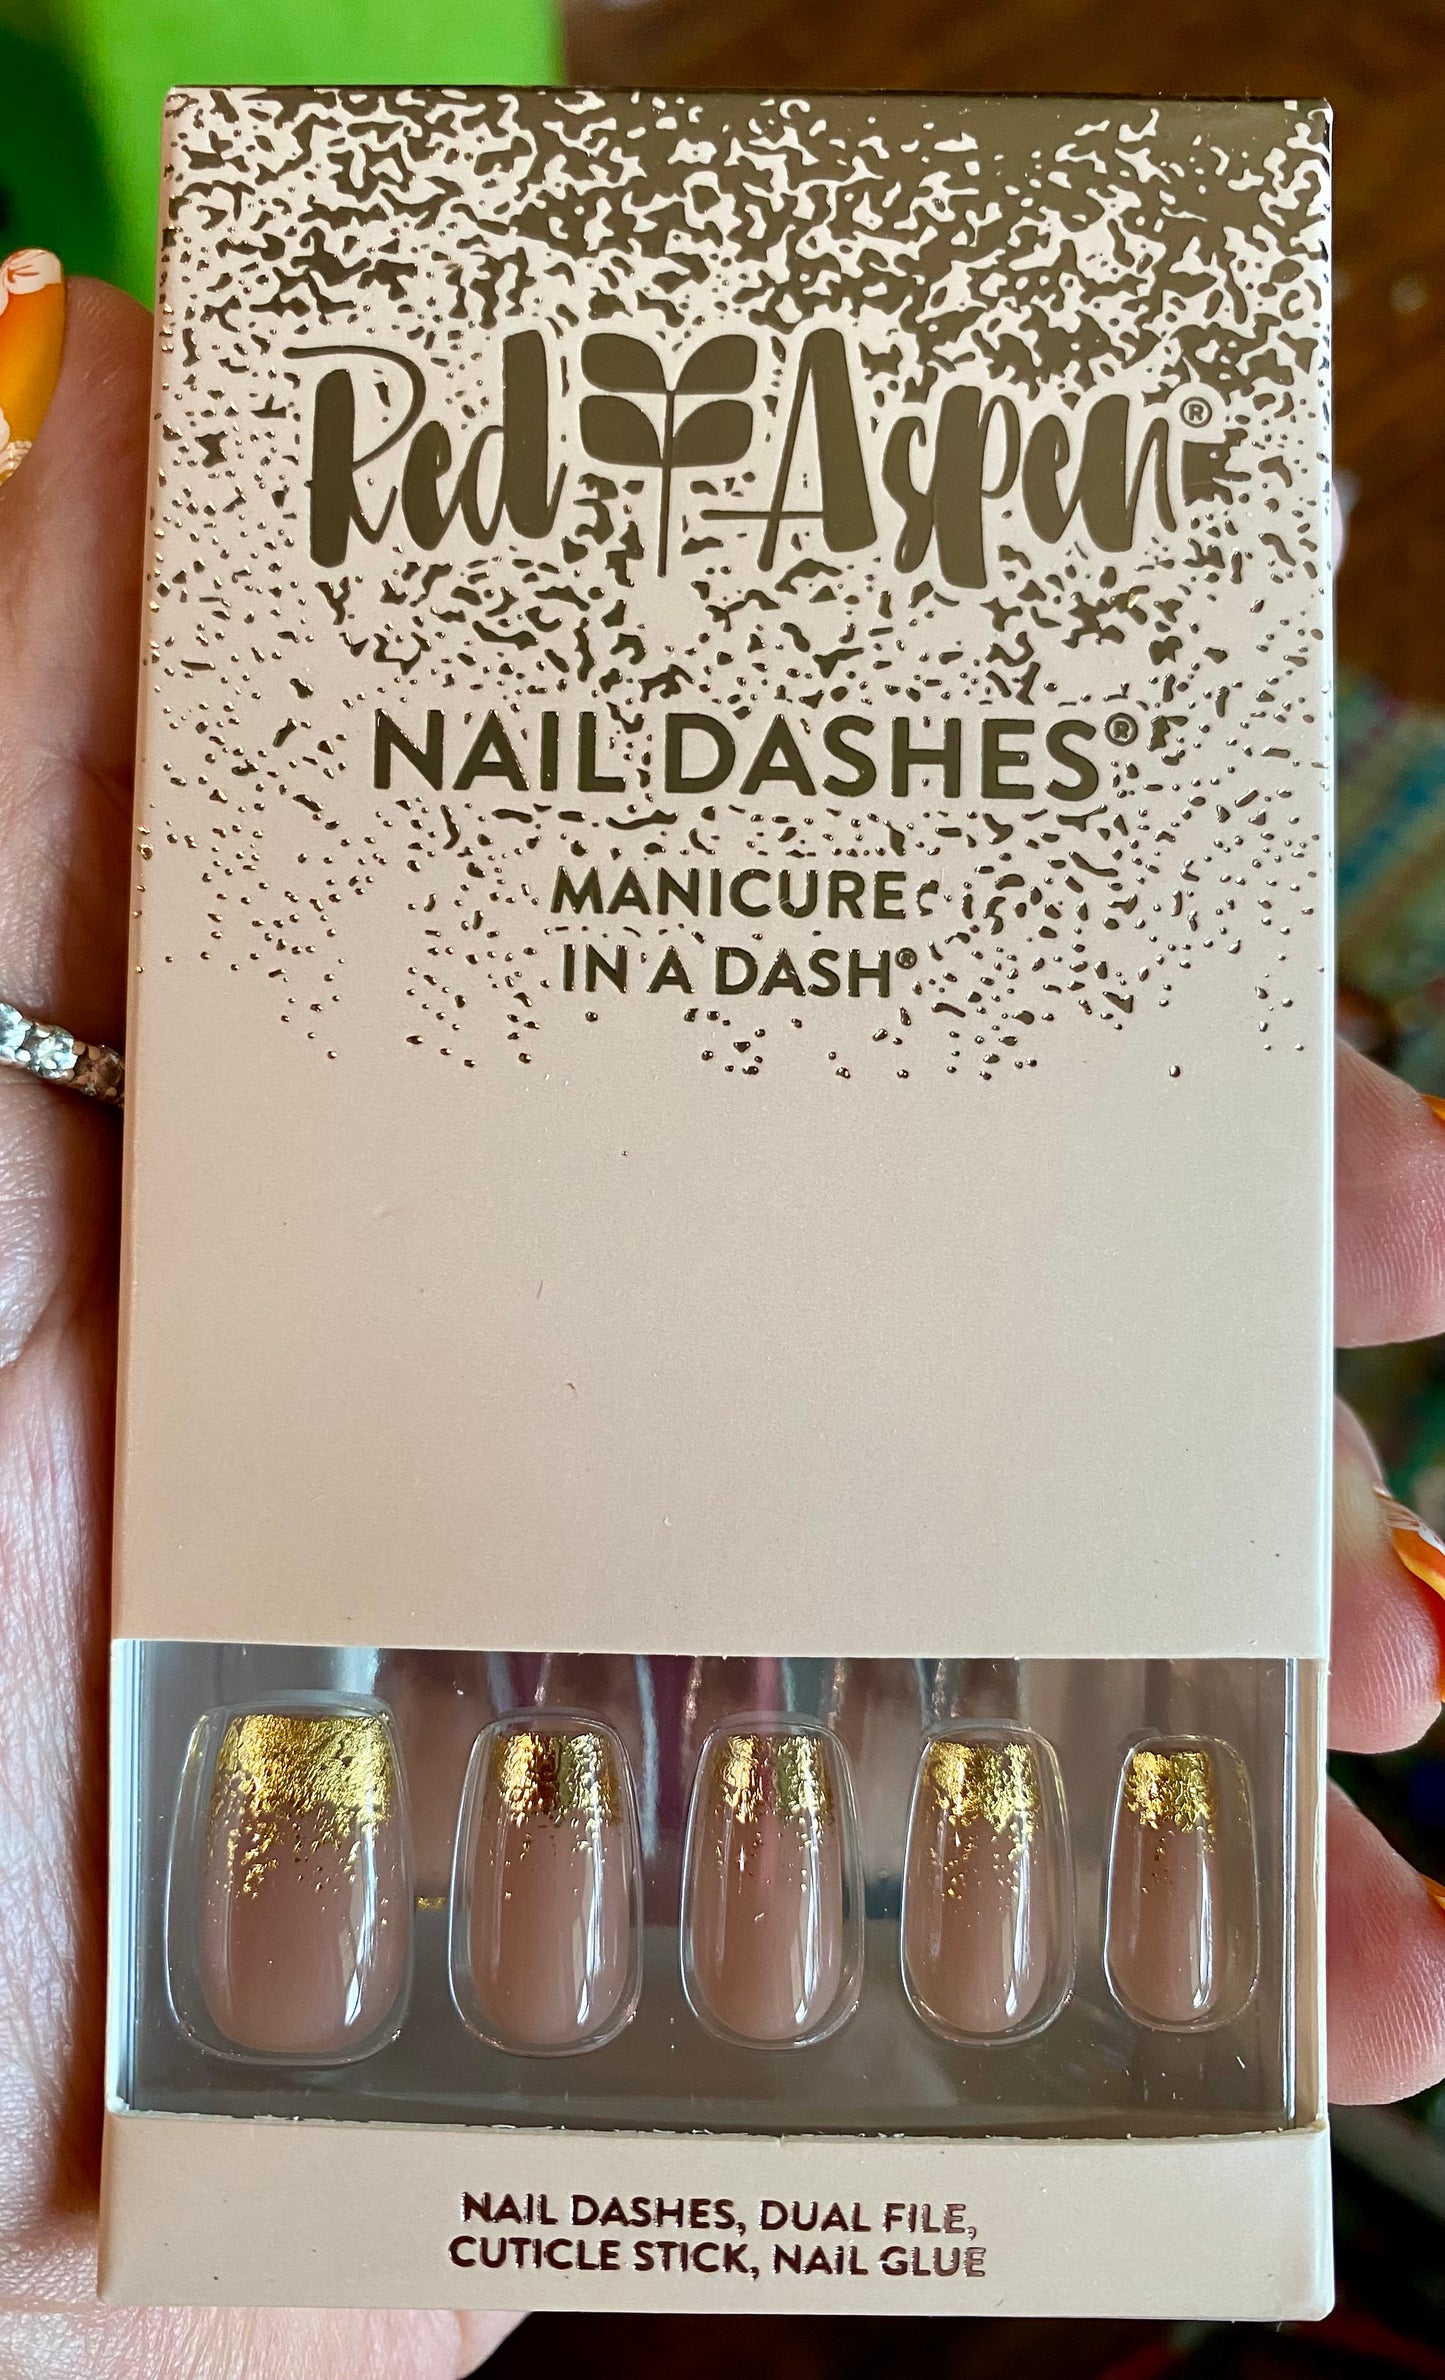 Red Aspen®
NAIL DASHES®
MANICURE
IN A DASH®
NAIL DASHES, DUAL FILE,
CUTICLE STICK, NAIL GLUE